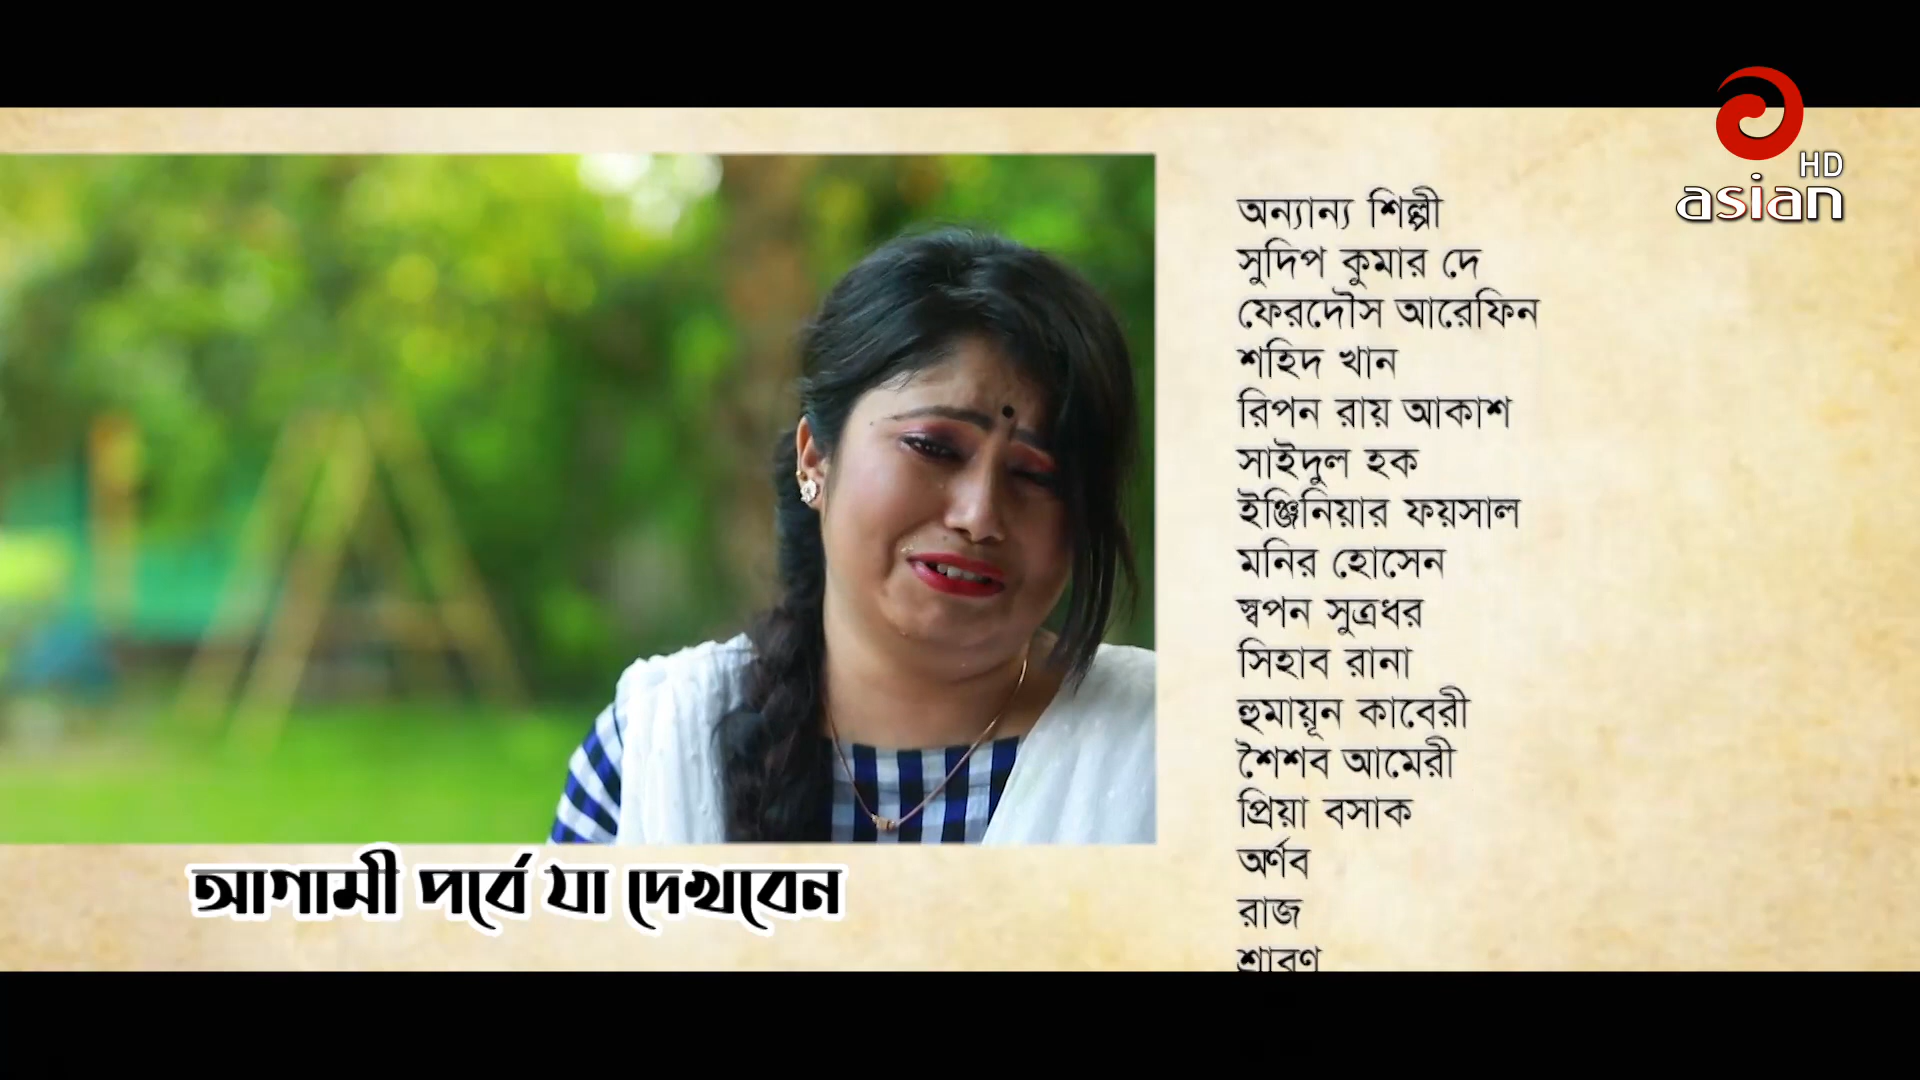 HD
asian
অন্যান্য শিল্পী
সুদিপ কুমার দে
ফেরদৌস আরেফিন
শহিদ খান
রিপন রায় আকাশ
সাইদুল হক
ইঞ্জিনিয়ার ফয়সাল
মনির হোসেন
স্বপন সুত্রধর
সিহাব রানা
হুমায়ূন কাবেরী
শৈশব আমেরী
প্রিয়া বসাক
অর্ণব
রাজ
শ্রাবণ
আগামী পর্বে যা দেখবেন